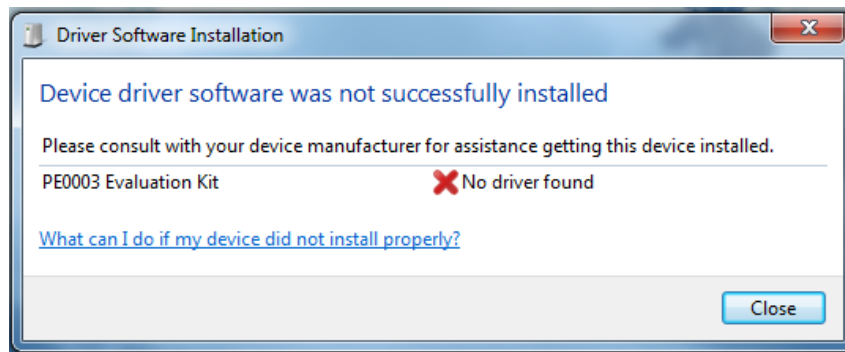 Driver Software Installation
Device driver software was not successfully installed
Please consult with your device manufacturer for assistance getting this device installed.
PE0003 Evaluation Kit No driver found
What can I do if my device did not install properly?
Close